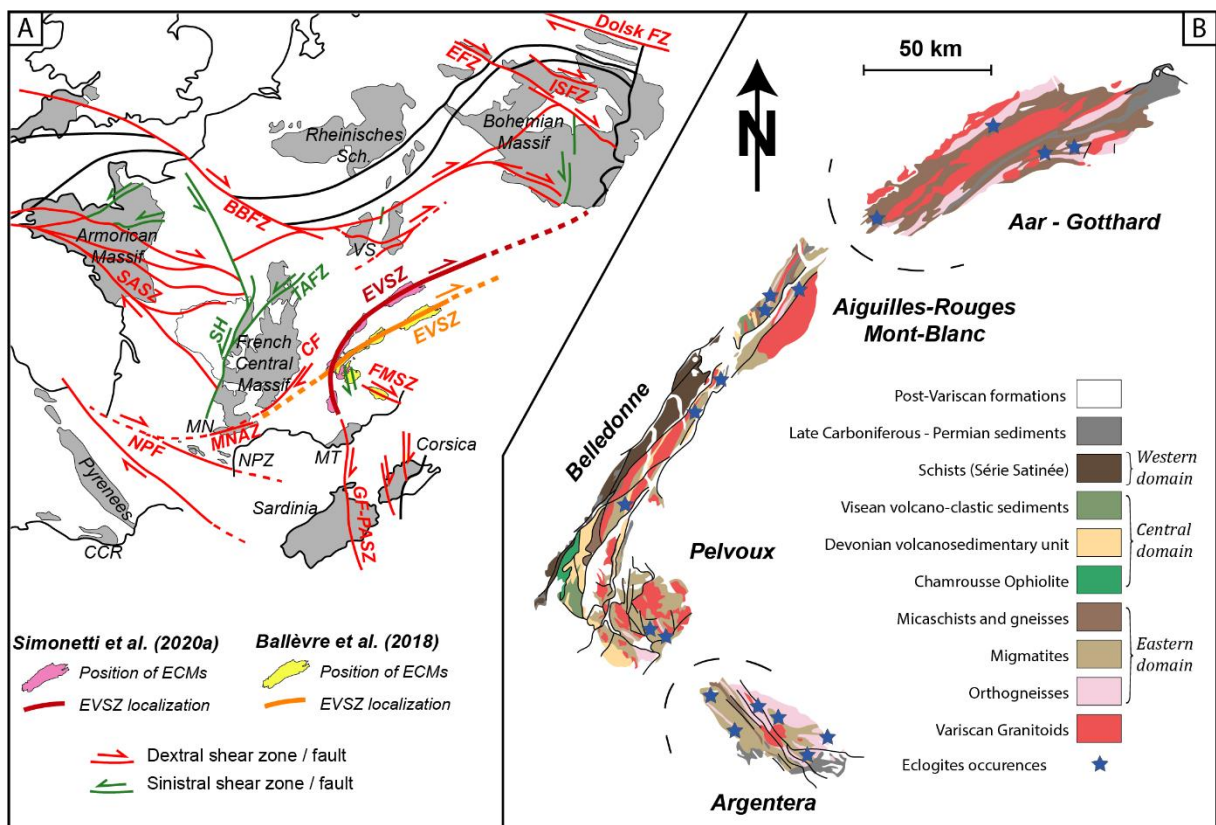 A
Dolsk FZ
EFZ
ISFZ
Bohemian
Massif
Rheinisches
Sch.
BBFZ
Armorican
Massif
VS
SASZ
TAFZ
EVSZ
SH
EVSZ
French
Central
Massif
CF
FMSZ
MN
MNAZ
NPF
NPZ
MT
Corsica
Pyrenees
Sardinia
GF-PASZ
CCR
Simonetti et al. (2020a)
Position of ECMs
EVSZ localization
Ballèvre et al. (2018)
Position of ECMs
EVSZ localization
Dextral shear zone / fault
Sinistral shear zone / fault
B
50 km
N
Aar - Gotthard
Aiguilles-Rouges
Mont-Blanc
Belledonne
Pelvoux
Argentera
Post-Variscan formations
Late Carboniferous - Permian sediments
Schists (Série Satinée)
Western
domain
Visean volcano-clastic sediments
Devonian volcanosedimentary unit
Chamrousse Ophiolite
Central
domain
Micaschists and gneisses
Migmatites
Orthogneisses
Eastern
domain
Variscan Granitoids
Eclogites occurences